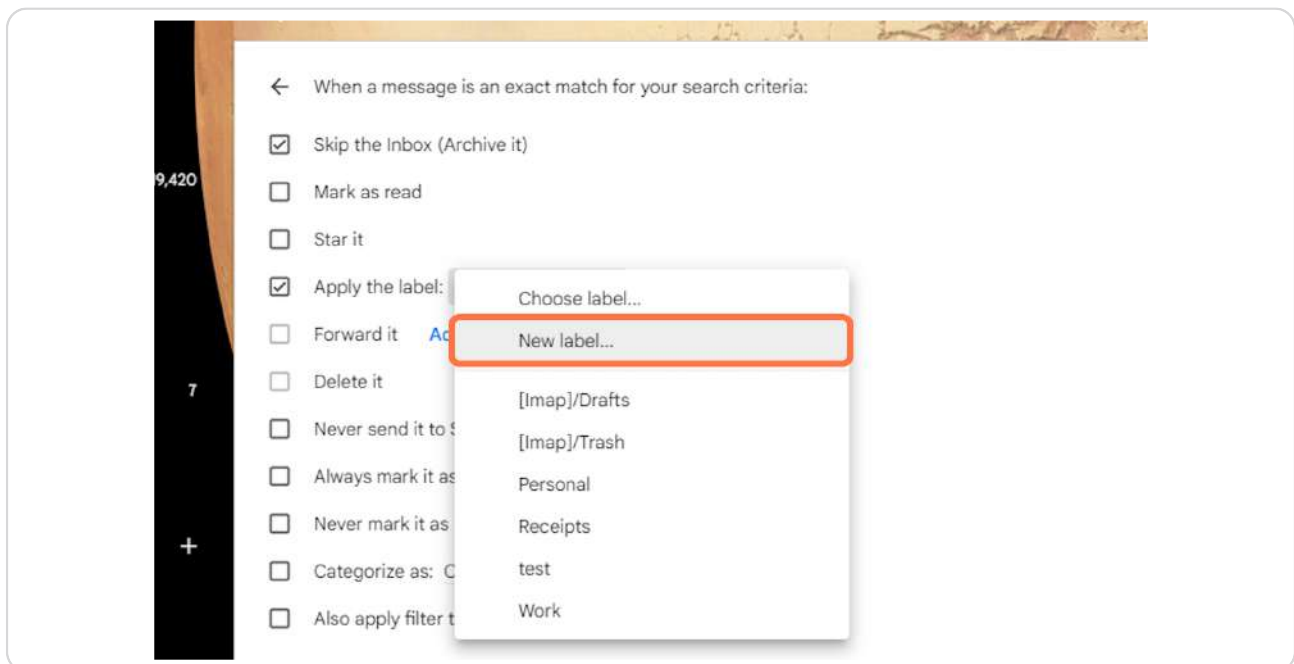 When a message is an exact match for your search criteria:
Skip the Inbox (Archive it)
9,420
Mark as read
Star it
Apply the label:
Choose label...
Forward it
New label...
Delete it
7
[Imap]/Drafts
Never send it to
[Imap]/Trash
Always mark it as
Personal
Never mark it as
Receipts
+
Categorize as:
test
Also apply filter
Work